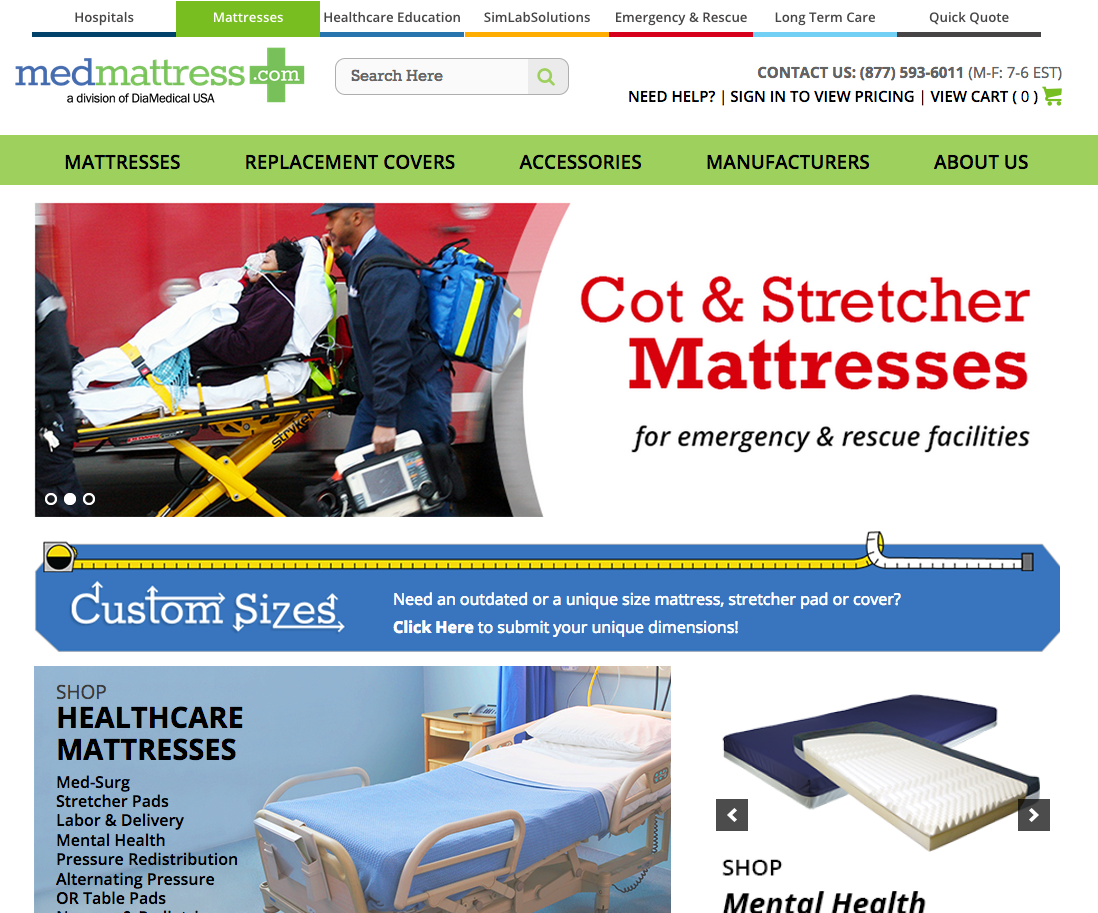 Hospitals
Mattresses
Healthcare Education
SimLabSolutions
Emergency & Rescue
Long Term Care
Quick Quote
medmattress.com
a division of DiaMedical USA
Search Here
CONTACT US: (877) 593-6011 (M-F: 7-6 EST)
NEED HELP? | SIGN IN TO VIEW PRICING | VIEW CART ( 0 )
MATTRESSES
REPLACEMENT COVERS
ACCESSORIES
MANUFACTURERS
ABOUT US
stryker
Cot & Stretcher
Mattresses
for emergency & rescue facilities
Custom Sizes
Need an outdated or a unique size mattress, stretcher pad or cover?
Click Here to submit your unique dimensions!
SHOP
HEALTHCARE
MATTRESSES
Med-Surg
Stretcher Pads
Labor & Delivery
Mental Health
Pressure Redistribution
Alternating Pressure
OR Table Pads
SHOP
Mental Health